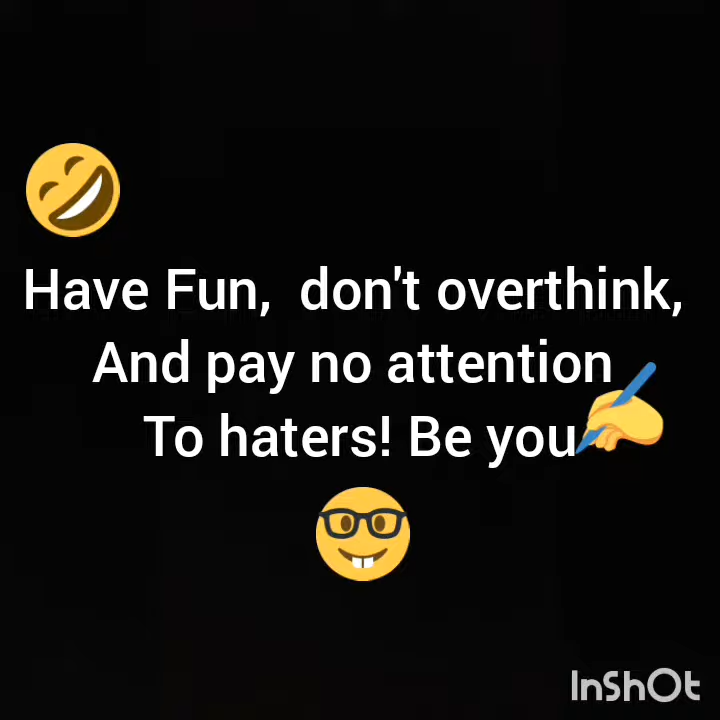 Have Fun,  don't overthink,
And pay no attention
To haters! Be you
InShOt